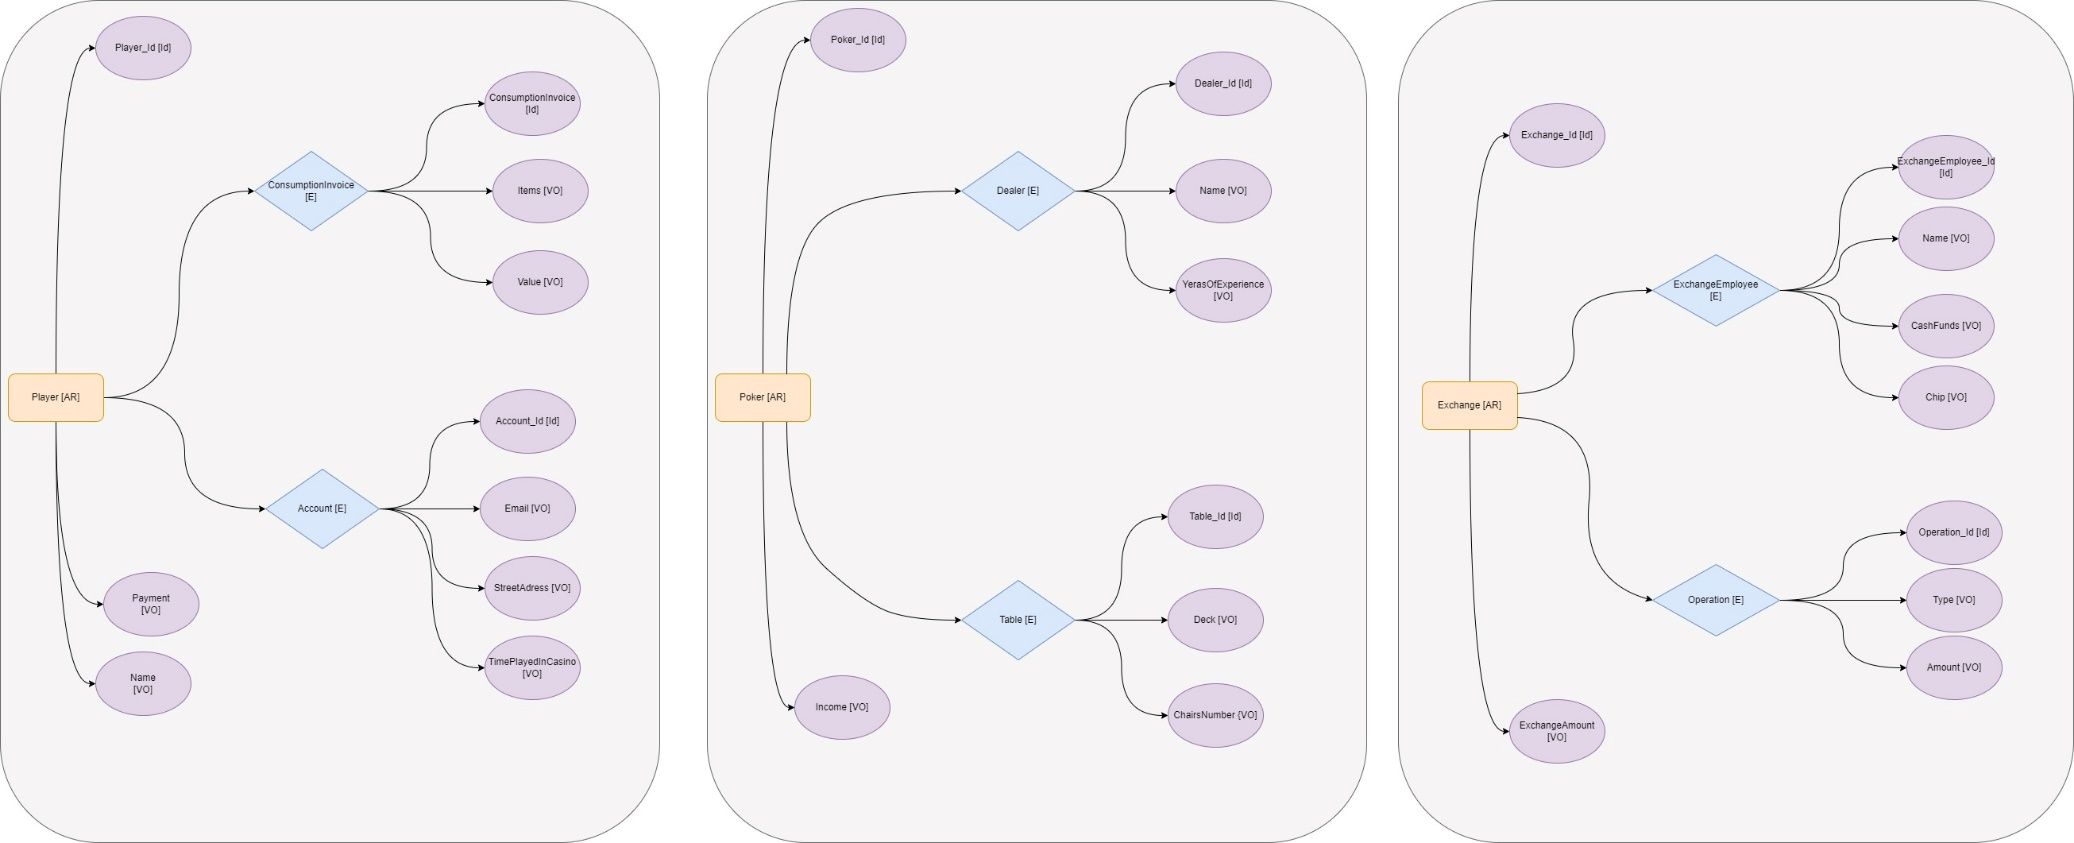 Player_Id [Id]
ConsumptionInvoice
[Id]
ConsumptionInvoice
[E]
Items [VO]
Value [VO]
Player [AR]
Account_Id [Id]
Account [E]
Email [VO]
StreetAdress [VO]
TimePlayedInCasino
[VO]
Payment
[VO]
Name
[VO]
Poker_Id [Id]
Dealer_Id [Id]
Dealer [E]
Name [VO]
YerasOfExperience
[VO]
Poker [AR]
Table_Id [Id]
Table [E]
Deck [VO]
ChairsNumber {VO]
Income [VO]
Exchange_Id [Id]
ExchangeEmployee_Id
[Id]
Name [VO]
ExchangeEmployee
[E]
CashFunds [VO]
Chip [VO]
Exchange [AR]
Operation_Id [Id]
Operation [E]
Type [VO]
Amount [VO]
ExchangeAmount
[VO]